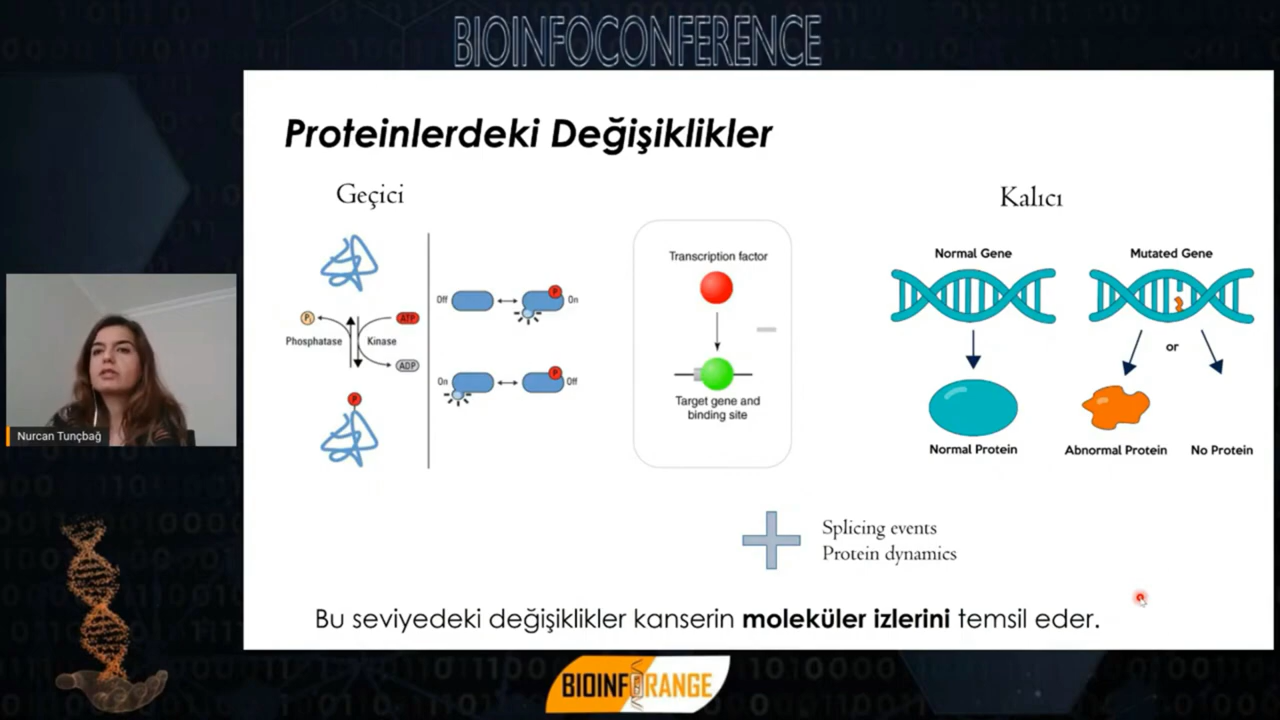 BIOINFOCONFERENCE
Proteinlerdeki Değişiklikler
Geçici
Kalıcı
Pi
ATP
Phosphatase
Kinase
ADP
P
Off
P
On
On
P
Off
Transcription factor
Target gene and
binding site
Normal Gene
Mutated Gene
or
Normal Protein
Abnormal Protein
No Protein
Splicing events
Protein dynamics
Bu seviyedeki değişiklikler kanserin moleküler izlerini temsil eder.
Nurcan Tunçbağ
BIOINFORANGE